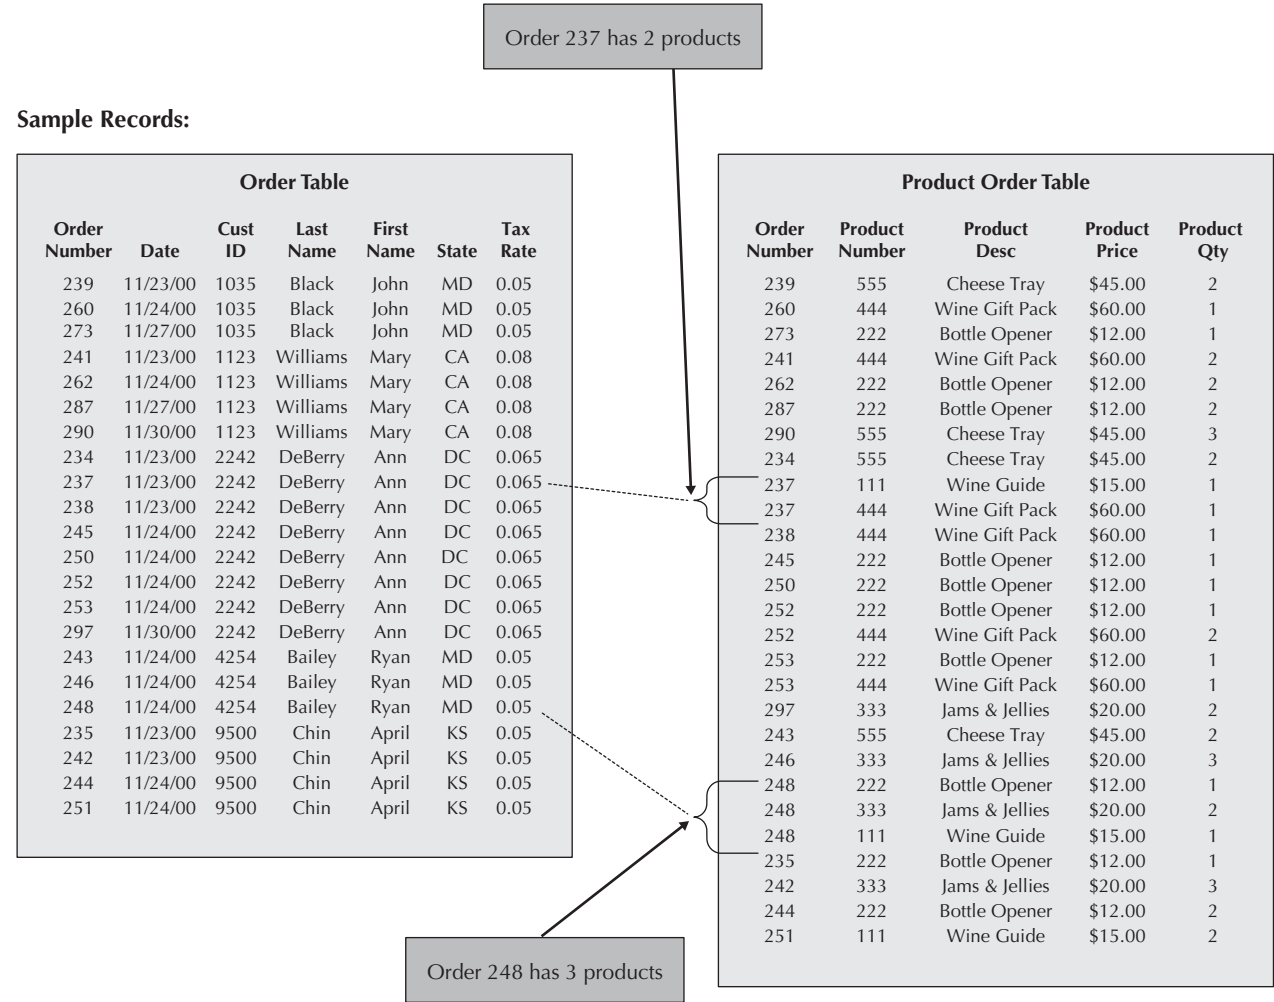 Order 237 has 2 products
Sample Records:
Order Table
Order Number Date Cust ID Last Name First Name State Tax Rate
239 11/23/00 1035 Black John MD 0.05
260 11/24/00 1035 Black John MD 0.05
273 11/27/00 1035 Black John MD 0.05
241 11/23/00 1123 Williams Mary CA 0.08
262 11/24/00 1123 Williams Mary CA 0.08
287 11/27/00 1123 Williams Mary CA 0.08
290 11/30/00 1123 Williams Mary CA 0.08
234 11/23/00 2242 DeBerry Ann DC 0.065
237 11/23/00 2242 DeBerry Ann DC 0.065
238 11/23/00 2242 DeBerry Ann DC 0.065
245 11/24/00 2242 DeBerry Ann DC 0.065
250 11/24/00 2242 DeBerry Ann DC 0.065
252 11/24/00 2242 DeBerry Ann DC 0.065
253 11/24/00 2242 DeBerry Ann DC 0.065
297 11/30/00 2242 DeBerry Ann DC 0.065
243 11/24/00 4254 Bailey Ryan MD 0.05
246 11/24/00 4254 Bailey Ryan MD 0.05
248 11/24/00 4254 Bailey Ryan MD 0.05
235 11/23/00 9500 Chin April KS 0.05
242 11/23/00 9500 Chin April KS 0.05
244 11/24/00 9500 Chin April KS 0.05
251 11/24/00 9500 Chin April KS 0.05
Product Order Table
Order Number Product Number Product Desc Product Price Product Qty
239 555 Cheese Tray $45.00 2
260 444 Wine Gift Pack $60.00 1
273 222 Bottle Opener $12.00 1
241 444 Wine Gift Pack $60.00 2
262 222 Bottle Opener $12.00 2
287 222 Bottle Opener $12.00 2
290 555 Cheese Tray $45.00 3
234 555 Cheese Tray $45.00 2
237 111 Wine Guide $15.00 1
237 444 Wine Gift Pack $60.00 1
238 444 Wine Gift Pack $60.00 1
245 222 Bottle Opener $12.00 1
250 222 Bottle Opener $12.00 1
252 222 Bottle Opener $12.00 1
252 444 Wine Gift Pack $60.00 2
253 222 Bottle Opener $12.00 1
253 444 Wine Gift Pack $60.00 1
297 333 Jams & Jellies $20.00 2
243 555 Cheese Tray $45.00 2
246 333 Jams & Jellies $20.00 3
248 222 Bottle Opener $12.00 1
248 333 Jams & Jellies $20.00 2
248 111 Wine Guide $15.00 1
235 222 Bottle Opener $12.00 1
242 333 Jams & Jellies $20.00 3
244 222 Bottle Opener $12.00 2
251 111 Wine Guide $15.00 2
Order 248 has 3 products